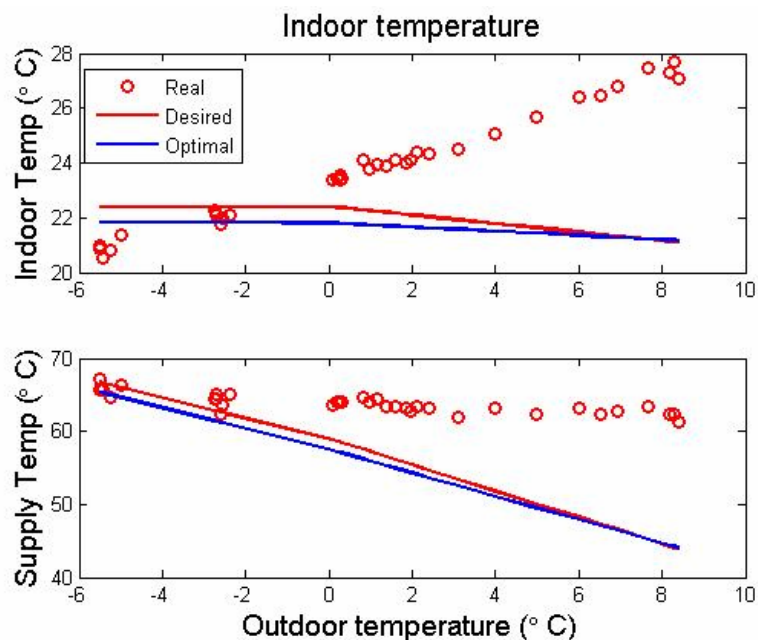 Indoor temperature
Indoor Temp (° C)
28
26
24
22
20
Real
Desired
Optimal
-6 -4 -2 0 2 4 6 8 10
Supply Temp (° C)
70
60
50
40
-6 -4 -2 0 2 4 6 8 10
Outdoor temperature (° C)